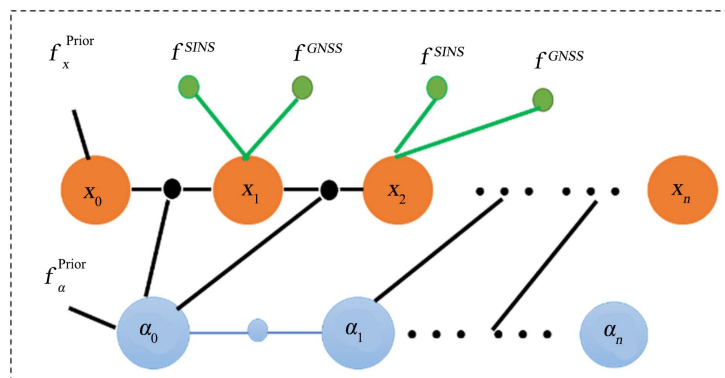 f_x^Prior
f^SINS
f^GNSS
f^SINS
f^GNSS
x_0
x_1
x_2
x_n
f_α^Prior
α_0
α_1
α_n